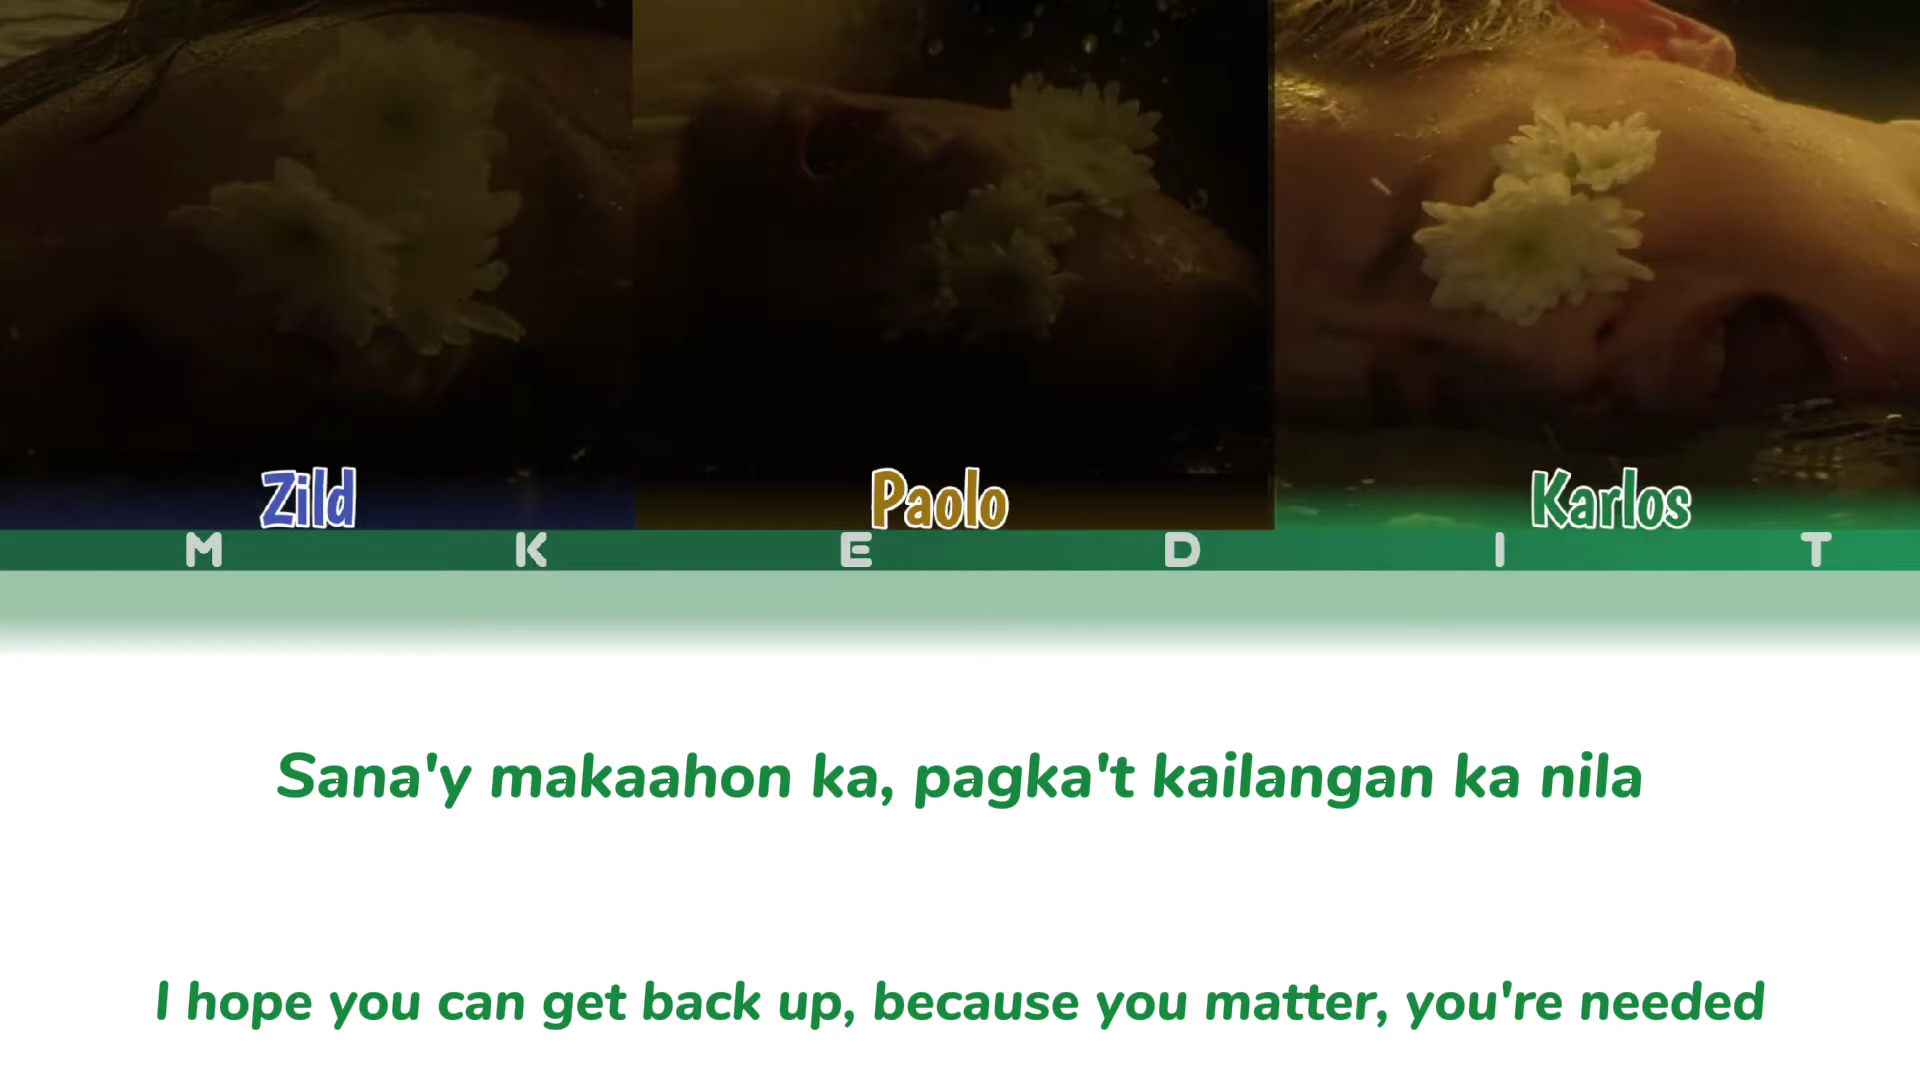 Zild Paolo Karlos
M K E D I T
Sana'y makaahon ka, pagka't kailangan ka nila
I hope you can get back up, because you matter, you're needed